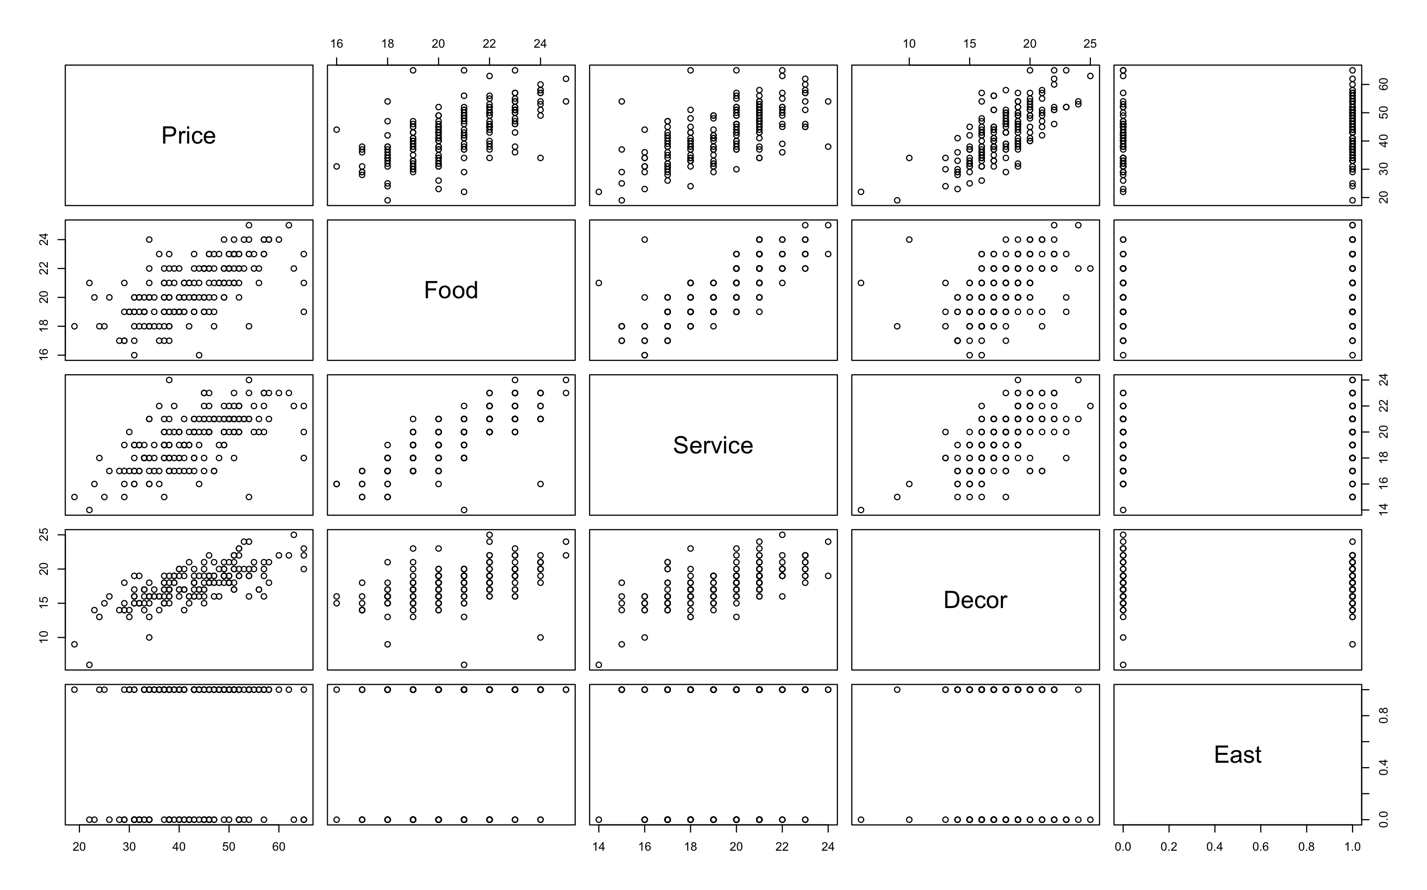 16 18 20 22 24
10 15 20 25
Price
20 30 40 50 60
16 18 20 22 24
Food
Service
14 16 18 20 22 24
10 15 20 25
Decor
East
0.0 0.4 0.8
20 30 40 50 60
14 16 18 20 22 24
0.0 0.2 0.4 0.6 0.8 1.0